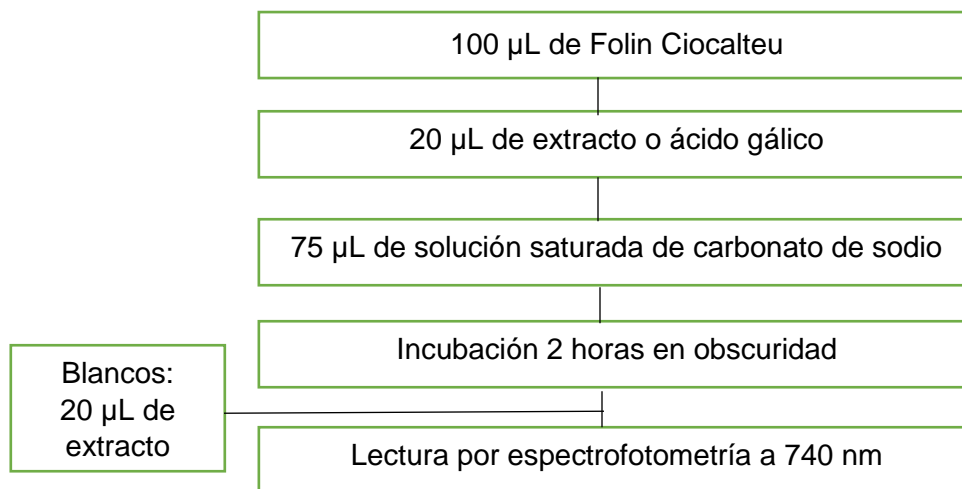 100 µL de Folin Ciocalteu
20 µL de extracto o ácido gálico
75 µL de solución saturada de carbonato de sodio
Incubación 2 horas en obscuridad
Blancos:
20 µL de
extracto
Lectura por espectrofotometría a 740 nm